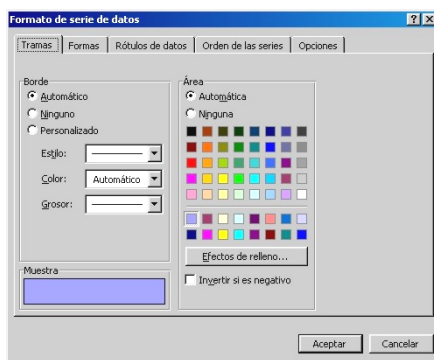 Formato de serie de datos
Tramas Formas Rótulos de datos Orden de las series Opciones
Borde
Automático
Ninguno
Personalizado
Estilo:
Color: Automático
Grosor:
Muestra
Área
Automática
Ninguna
Efectos de relleno...
Invertir si es negativo
Aceptar Cancelar